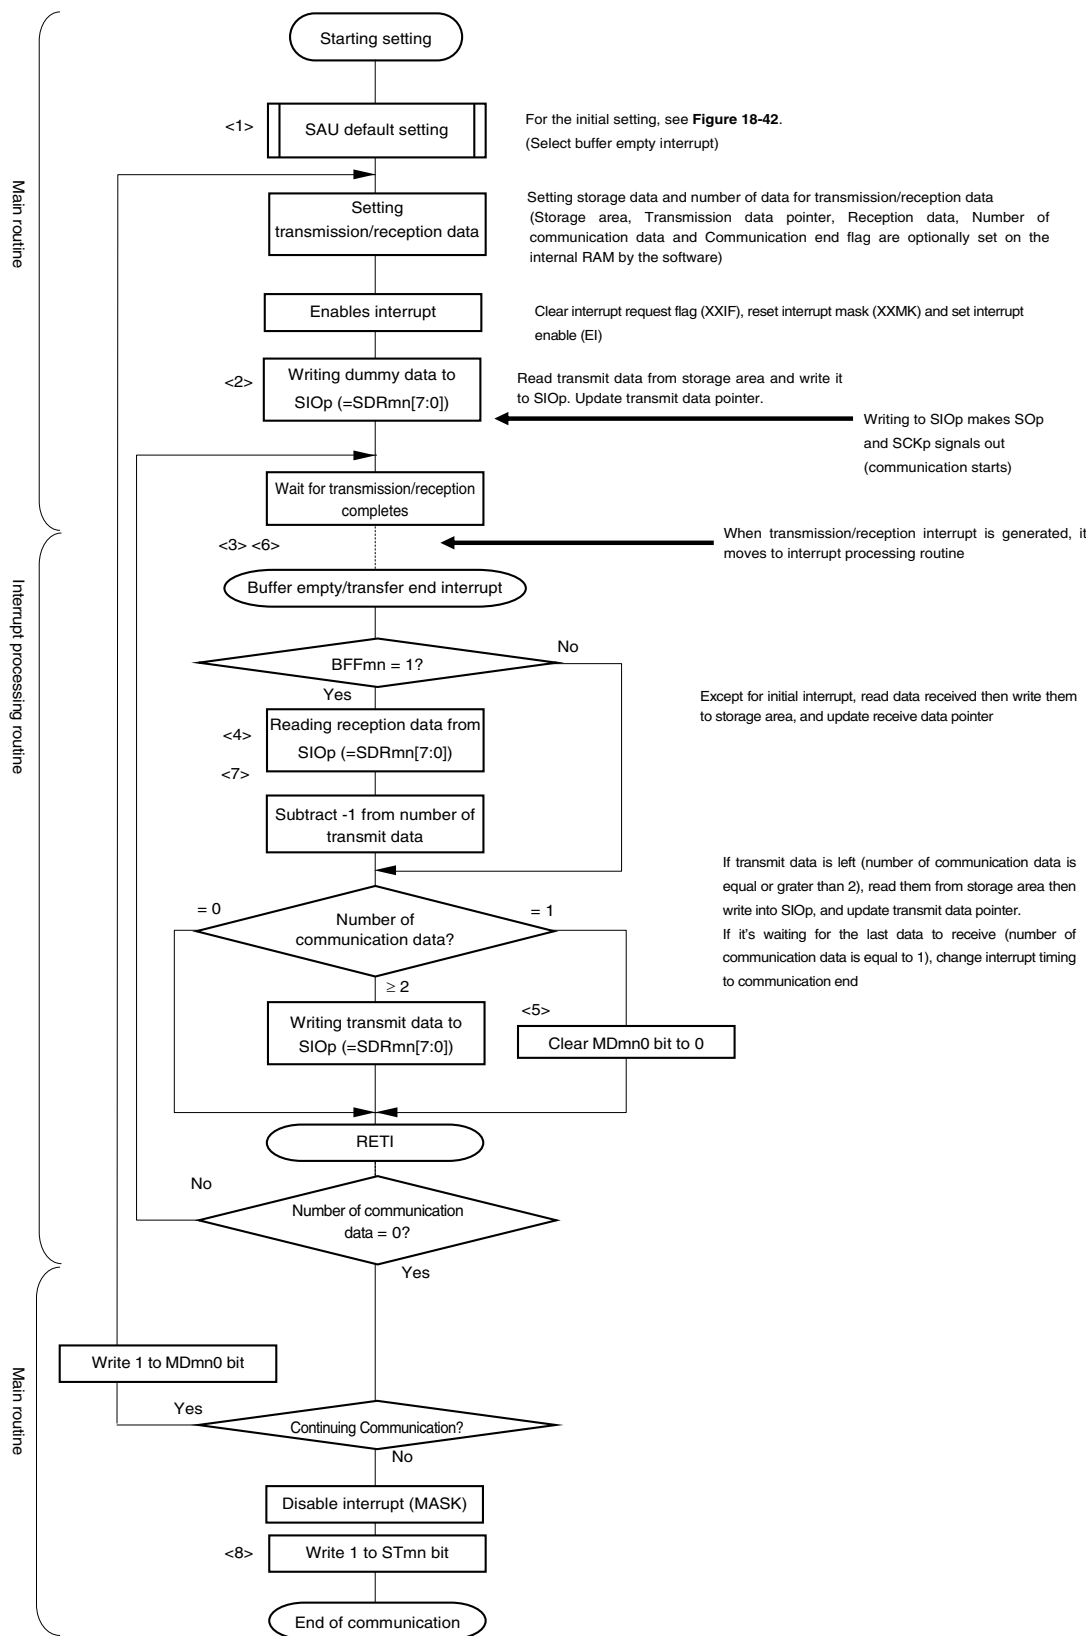 Starting setting
<1>
SAU default setting
For the initial setting, see Figure 18-42.
(Select buffer empty interrupt)
Main routine
Setting
transmission/reception data
Setting storage data and number of data for transmission/reception data
(Storage area, Transmission data pointer, Reception data, Number of
communication data and Communication end flag are optionally set on the
internal RAM by the software)
Enables interrupt
Clear interrupt request flag (XXIF), reset interrupt mask (XXMK) and set interrupt
enable (EI)
<2>
Writing dummy data to
SIOp (=SDRmn[7:0])
Read transmit data from storage area and write it
to SIOp. Update transmit data pointer.
Writing to SIOp makes SOp
and SCKp signals out
(communication starts)
Wait for transmission/reception
completes
<3> <6>
When transmission/reception interrupt is generated, it
moves to interrupt processing routine
Interrupt processing routine
Buffer empty/transfer end interrupt
BFFmn = 1?
No
Yes
<4>
Reading reception data from
SIOp (=SDRmn[7:0])
<7>
Except for initial interrupt, read data received then write them
to storage area, and update receive data pointer
Subtract -1 from number of
transmit data
= 0
Number of
communication data?
= 1
≥ 2
If transmit data is left (number of communication data is
equal or grater than 2), read them from storage area then
write into SIOp, and update transmit data pointer.
If it's waiting for the last data to receive (number of
communication data is equal to 1), change interrupt timing
to communication end
Writing transmit data to
SIOp (=SDRmn[7:0])
<5>
Clear MDmn0 bit to 0
RETI
No
Number of communication
data = 0?
Yes
Main routine
Write 1 to MDmn0 bit
Yes
Continuing Communication?
No
Disable interrupt (MASK)
<8>
Write 1 to STmn bit
End of communication